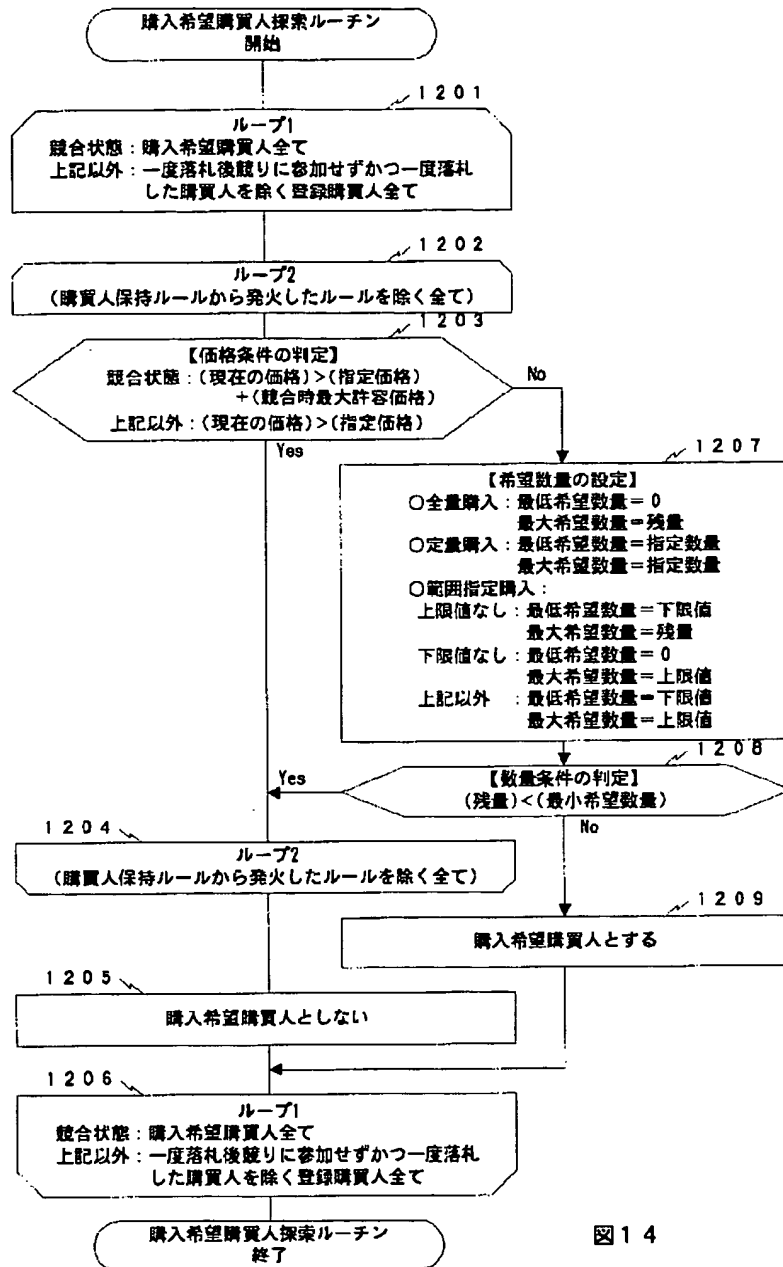 購入希望購買人探索ルーチン
開始
1201
ループ1
競合状態:購入希望購買人全て
上記以外:一度落札後競りに参加せずかつ一度落札
した購買人を除く登録購買人全て
1202
ループ2
(購買人保持ルールから発火したルールを除く全て)
1203
【価格条件の判定】
競合状態:(現在の価格)>(指定価格)
+(競合時最大許容価格)
上記以外:(現在の価格)>(指定価格)
No
Yes
1207
【希望数量の設定】
○全量購入:最低希望数量=0
最大希望数量=残量
○定量購入:最低希望数量=指定数量
最大希望数量=指定数量
○範囲指定購入:
上限値なし:最低希望数量=下限値
最大希望数量=残量
下限値なし:最低希望数量=0
最大希望数量=上限値
上記以外:最低希望数量=下限値
最大希望数量=上限値
1208
【数量条件の判定】
(残量)<(最小希望数量)
Yes
No
1204
ループ2
(購買人保持ルールから発火したルールを除く全て)
1209
購入希望購買人とする
1205
購入希望購買人としない
1206
ループ1
競合状態:購入希望購買人全て
上記以外:一度落札後競りに参加せずかつ一度落札
した購買人を除く登録購買人全て
購入希望購買人探索ルーチン
終了
図14